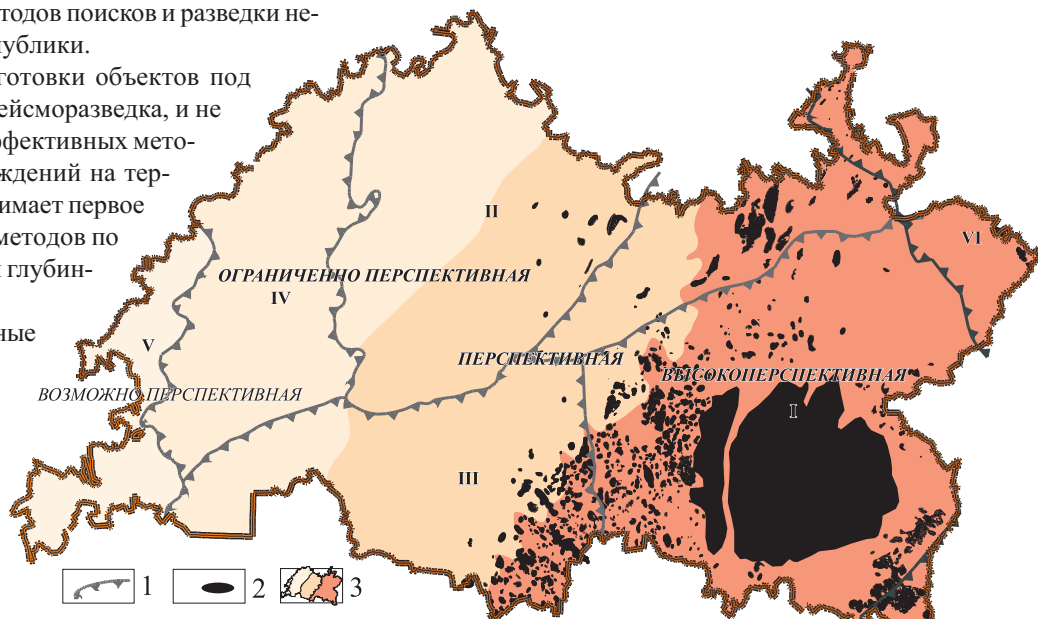 тодов поисков и разведки не-
публики.
готовки объектов под
ейсморазведка, и не
фективных мето-
ждений на тер-
нимает первое
методов по
и глубин-
ные
II
VI
ОГРАНИЧЕННО ПЕРСПЕКТИВНАЯ
IV
V
ПЕРСПЕКТИВНАЯ
ВЫСОКОПЕРСПЕКТИВНАЯ
ВОЗМОЖНО ПЕРСПЕКТИВНАЯ
I
III
1
2
3